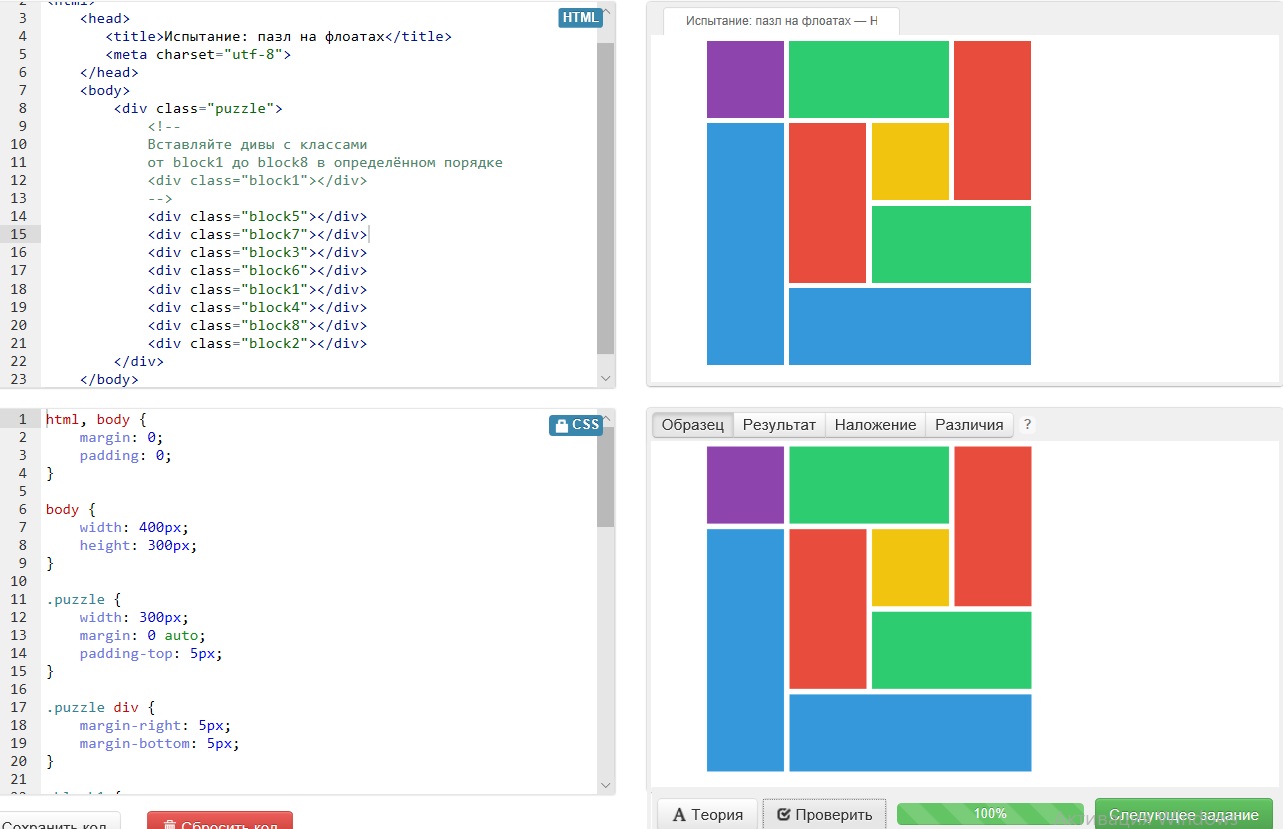 <html>
3 <head>
HTML
4 <title>Испытание: пазл на флоатах</title>
5 <meta charset="utf-8">
6 </head>
7 <body>
8 <div class="puzzle">
9 <!--
10 Вставляйте дивы с классами
11 от block1 до block8 в определённом порядке
12 <div class="block1"></div>
13 -->
14 <div class="block5"></div>
15 <div class="block7"></div>
16 <div class="block3"></div>
17 <div class="block6"></div>
18 <div class="block1"></div>
19 <div class="block4"></div>
20 <div class="block8"></div>
21 <div class="block2"></div>
22 </div>
23 </body>
Испытание: пазл на флоатах — Н
1 html, body {
CSS
2 margin: 0;
3 padding: 0;
4 }
5
6 body {
7 width: 400px;
8 height: 300px;
9 }
10
11 .puzzle {
12 width: 300px;
13 margin: 0 auto;
14 padding-top: 5px;
15 }
16
17 .puzzle div {
18 margin-right: 5px;
19 margin-bottom: 5px;
20 }
21
Сохранить код
Сбросить код
Образец
Результат
Наложение
Различия
?
Теория
Проверить
100%
Следующее задание